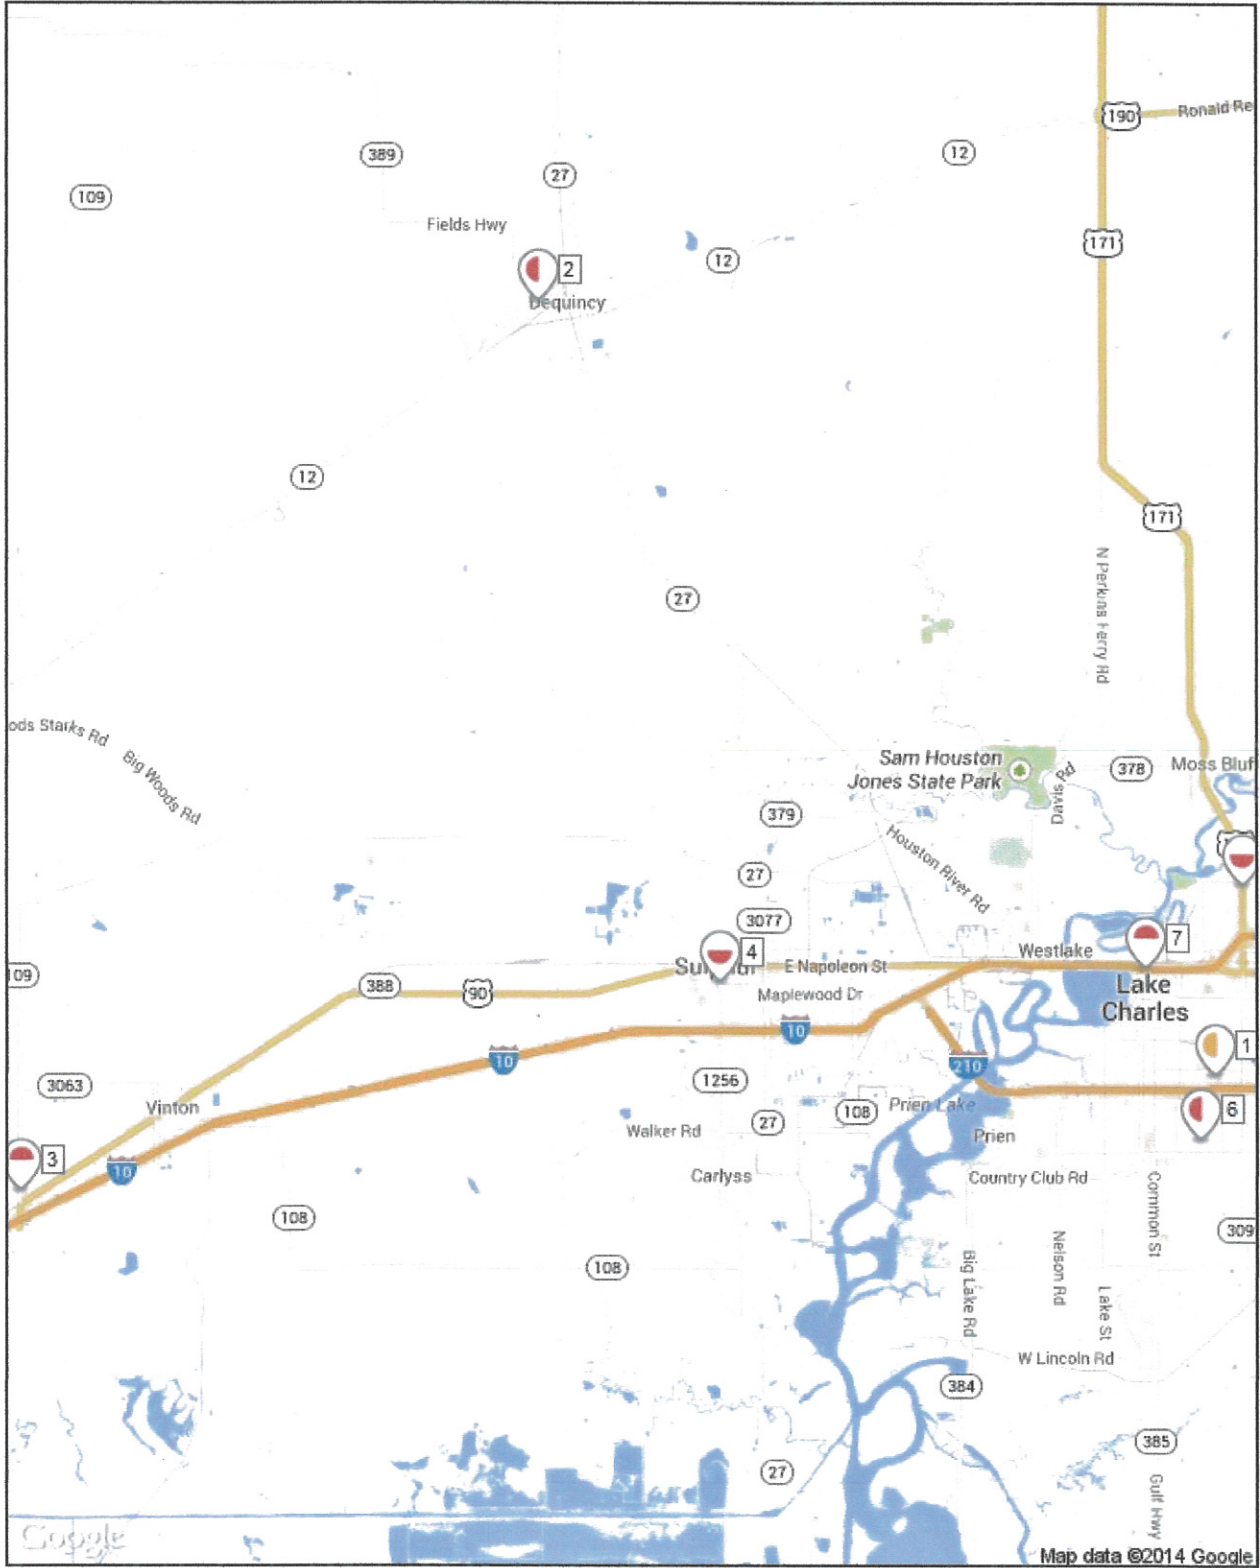 190
Ronald Re
389
12
27
109
Fields Hwy
171
12
2
Dequincy
12
171
N Perkins Ferry Rd
27
ods Starks Rd
Big Woods Rd
Sam Houston
Jones State Park
Davis Rd
378
Moss Bluf
379
Houston River Rd
27
3077
4
7
Westlake
E Napoleon St
109
388
90
Maplewood Dr
Lake
Charles
10
10
1
210
3063
1256
Vinton
108
Prien Lake
6
27
Walker Rd
Prien
3
10
Carlyss
Country Club Rd
Common St
108
309
Nelson Rd
108
Big Lake Rd
Lake St
W Lincoln Rd
384
385
27
Gulf Hwy
Google
Map data ©2014 Google